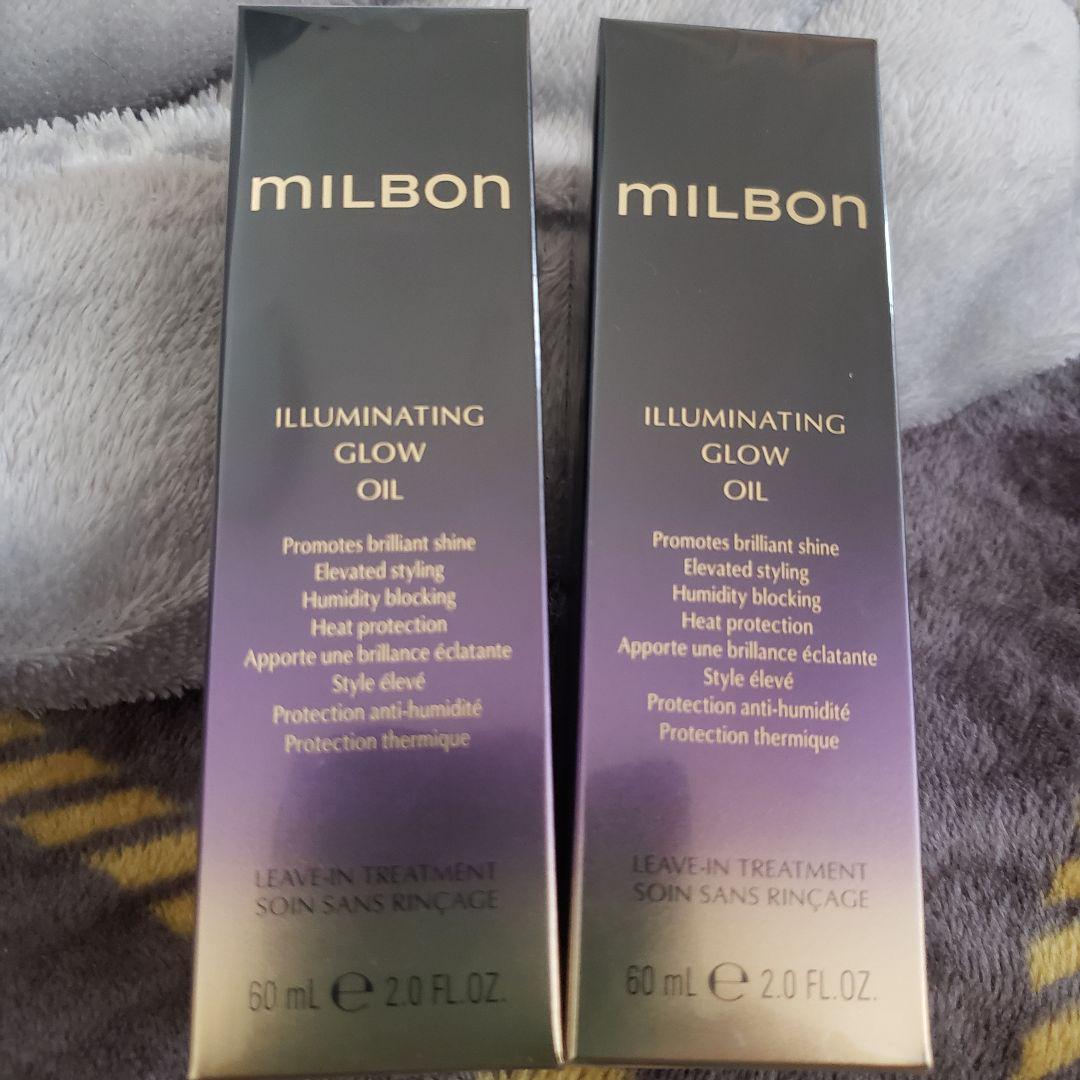 MILBON
ILLUMINATING
GLOW
OIL
Promotes brilliant shine
Elevated styling
Humidity blocking
Heat protection
Apporte une brillance éclatante
Style élevé
Protection anti-humidité
Protection thermique
LEAVE-IN TREATMENT
SOIN SANS RINÇAGE
60 mL ℮ 2.0 FL.OZ.
MILBON
ILLUMINATING
GLOW
OIL
Promotes brilliant shine
Elevated styling
Humidity blocking
Heat protection
Apporte une brillance éclatante
Style élevé
Protection anti-humidité
Protection thermique
LEAVE-IN TREATMENT
SOIN SANS RINÇAGE
60 mL ℮ 2.0 FL.OZ.